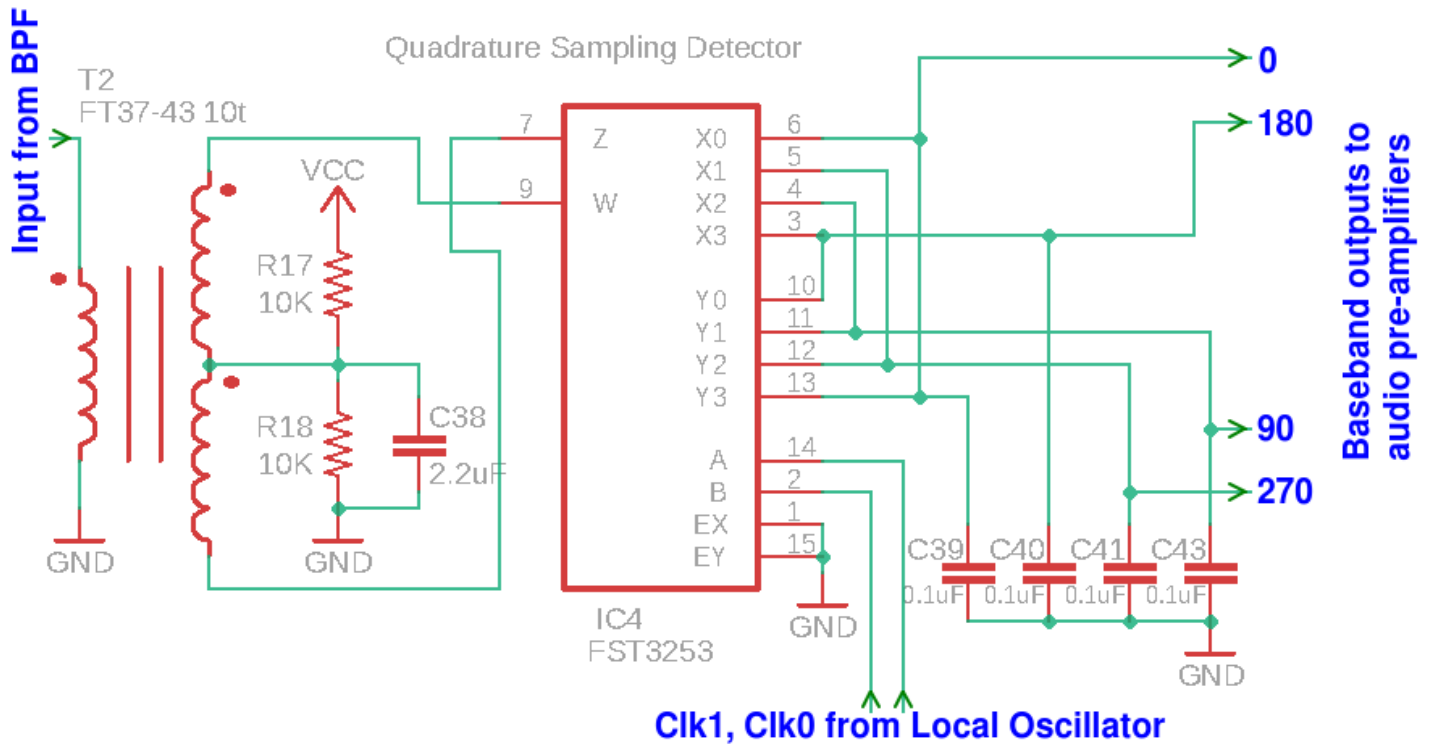 Input from BPF
Quadrature Sampling Detector
T2
FT37-43 10t
VCC
R17
10K
R18
10K
C38
2.2uF
GND
GND
7
Z
9
W
X0
6
X1
5
X2
4
X3
3
Y0
10
Y1
11
Y2
12
Y3
13
A
14
B
2
EX
1
EY
15
IC4
FST3253
GND
0
180
90
270
Baseband outputs to
audio pre-amplifiers
C39
0.1uF
C40
0.1uF
C41
0.1uF
C43
0.1uF
GND
Clk1, Clk0 from Local Oscillator